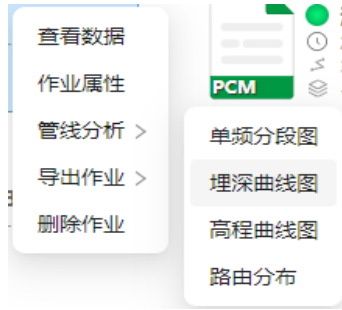 查看数据
作业属性
管线分析 >
导出作业 >
删除作业
PCM
单频分段图
埋深曲线图
高程曲线图
路由分布